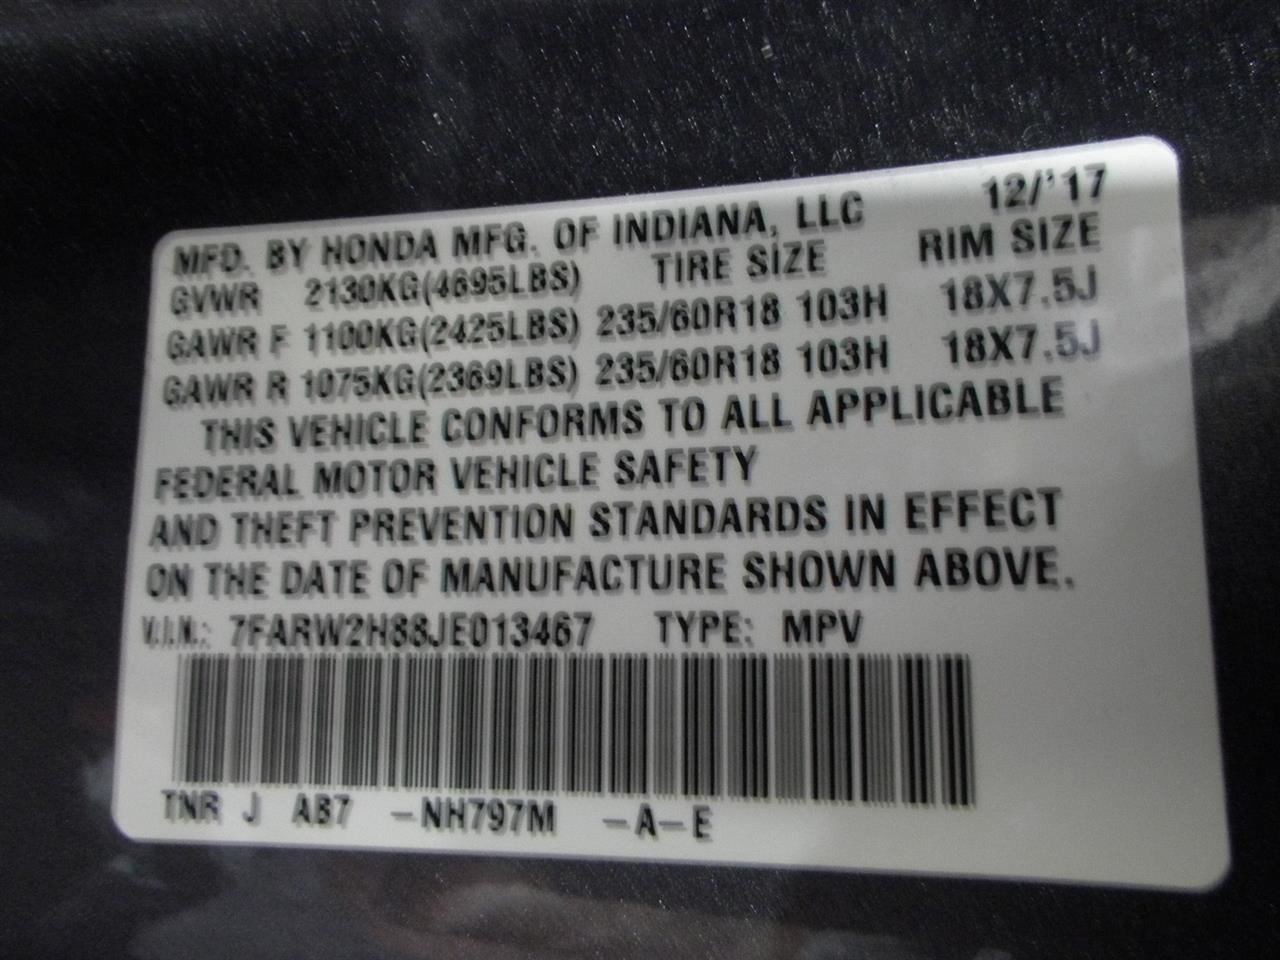 MFD. BY HONDA MFG. OF INDIANA, LLC 12/'17
GVWR 2130KG(4695LBS) TIRE SIZE RIM SIZE
GAWR F 1100KG(2425LBS) 235/60R18 103H 18X7.5J
GAWR R 1075KG(2369LBS) 235/60R18 103H 18X7.5J
THIS VEHICLE CONFORMS TO ALL APPLICABLE
FEDERAL MOTOR VEHICLE SAFETY
AND THEFT PREVENTION STANDARDS IN EFFECT
ON THE DATE OF MANUFACTURE SHOWN ABOVE.
V.I.N.: 7FARW2H88JE013467 TYPE: MPV
TNR J AB7 -NH797M -A-E